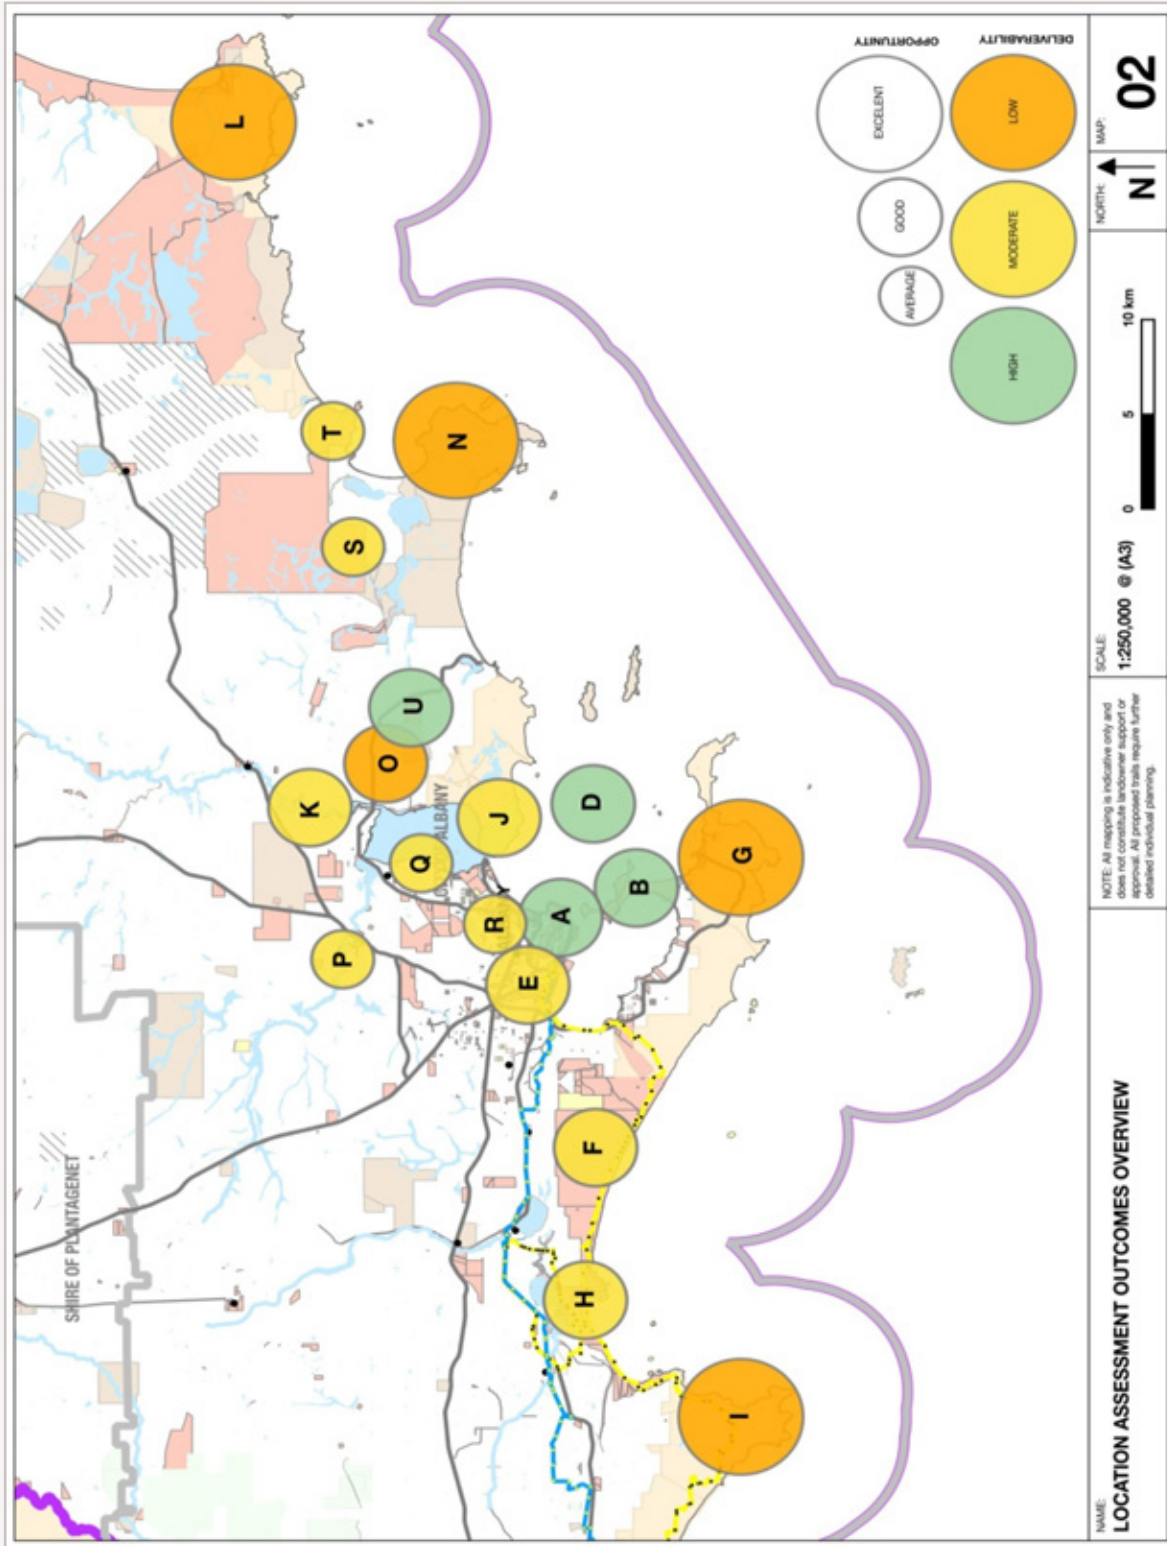 SHIRE OF PLANTAGENET
L
K
T
P
S
O
U
Q
ALBANY
N
R
J
E
A
H
F
D
B
I
G
AVERAGE
GOOD
EXCELENT
OPPORTUNITY
HIGH
MODERATE
LOW
DELIVERABILITY
NAME:
LOCATION ASSESSMENT OUTCOMES OVERVIEW
NOTE: All mapping is indicative only and
does not constitute landowner support or
approval. All proposed trails require further
detailed individual planning.
SCALE:
1:250,000 @ (A3)
0 5 10 km
NORTH:
N
MAP:
02